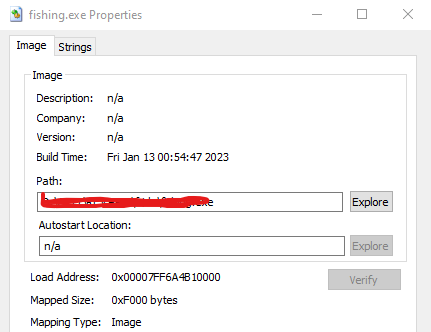 fishing.exe Properties
Image Strings
Image
Description: n/a
Company: n/a
Version: n/a
Build Time: Fri Jan 13 00:54:47 2023
Path:
Explore
Autostart Location:
n/a Explore
Load Address: 0x00007FF6A4B10000 Verify
Mapped Size: 0xF000 bytes
Mapping Type: Image